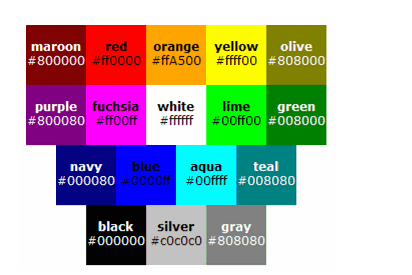 maroon red orange yellow olive
#800000 #ff0000 #ffA500 #ffff00 #808000
purple fuchsia white lime green
#800080 #ff00ff #ffffff #00ff00 #008000
navy blue aqua teal
#000080 #0000ff #00ffff #008080
black silver gray
#000000 #c0c0c0 #808080